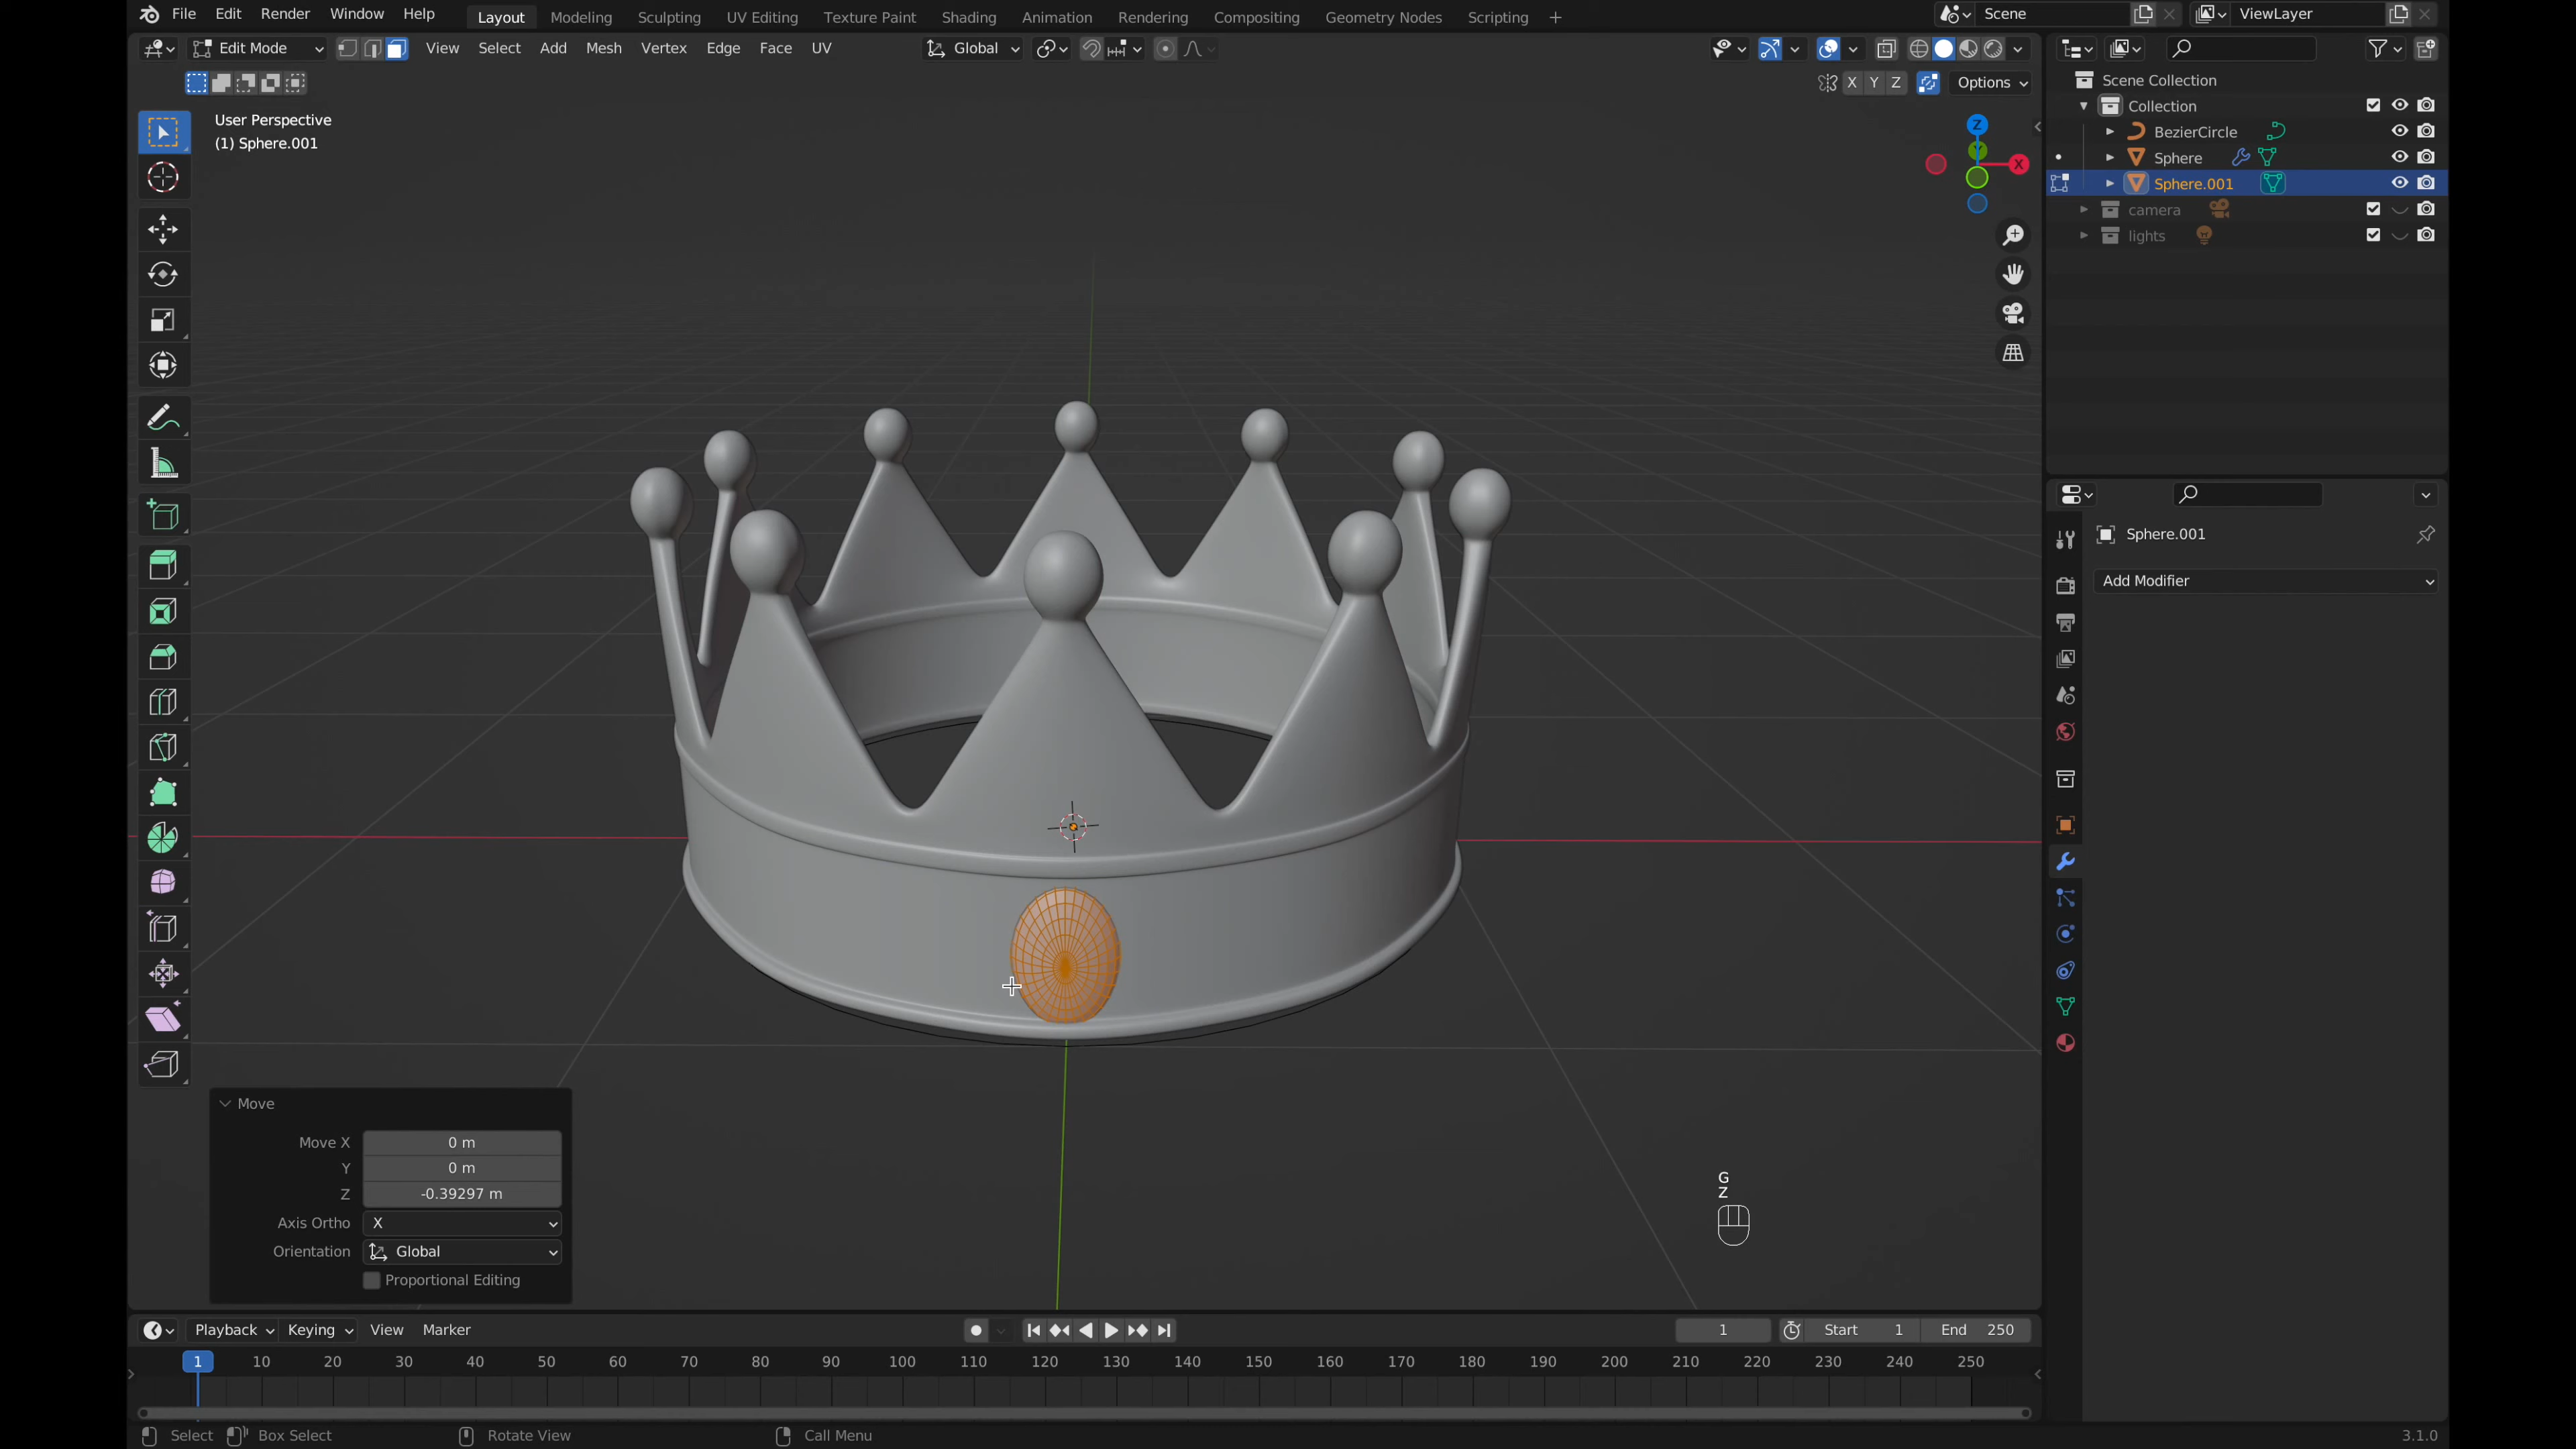 File Edit Render Window Help Layout Modeling Sculpting UV Editing Texture Paint Shading Animation Rendering Compositing Geometry Nodes Scripting + Scene ViewLayer
Edit Mode View Select Add Mesh Vertex Edge Face UV Global
X Y Z Options
User Perspective
(1) Sphere.001
Z
X
Scene Collection
Collection
BezierCircle
Sphere
Sphere.001
camera
lights
Sphere.001
Add Modifier
Move
Move X 0 m
Y 0 m
Z -0.39297 m
Axis Ortho X
Orientation Global
Proportional Editing
G
Z
Playback Keying View Marker 1 Start 1 End 250
1 10 20 30 40 50 60 70 80 90 100 110 120 130 140 150 160 170 180 190 200 210 220 230 240 250
Select Box Select Rotate View Call Menu 3.1.0